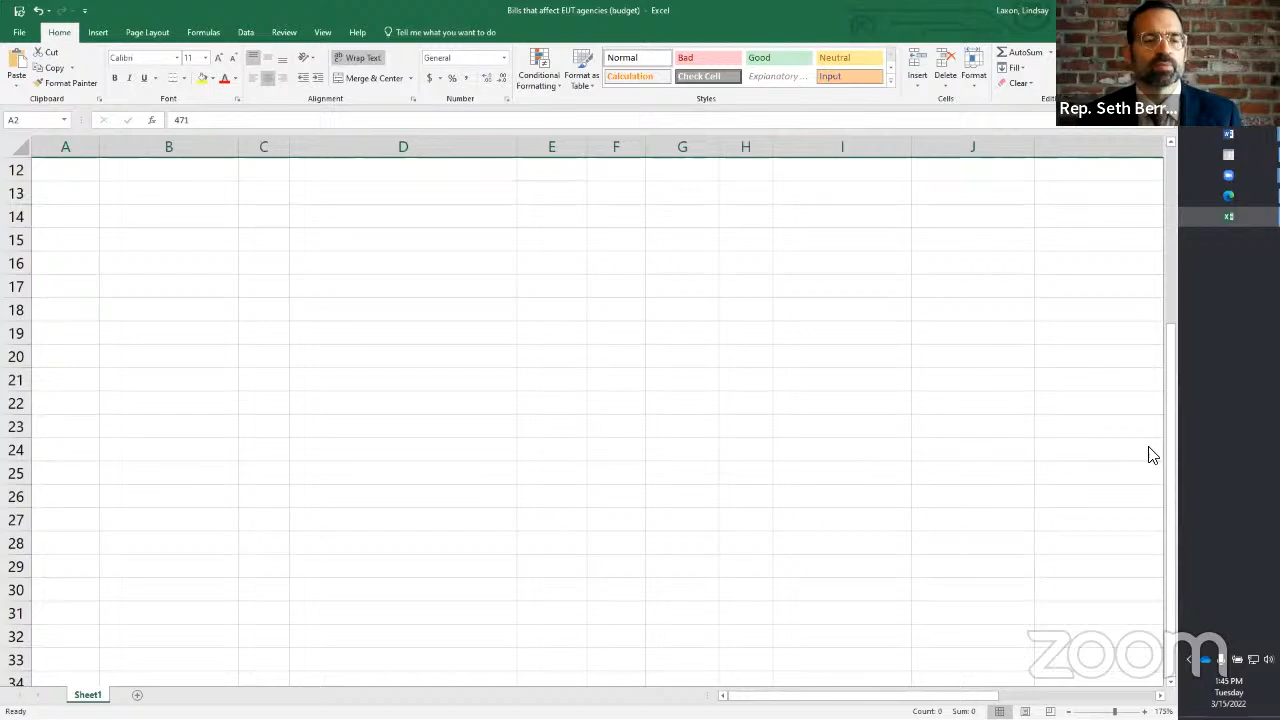 Bills that affect EUT agencies (budget) - Excel
Laxon, Lindsay
File Home Insert Page Layout Formulas Data Review View Help Tell me what you want to do
Cut
Copy
Format Painter
Clipboard
Calibri 11
B I U
Font
Wrap Text
Merge & Center
Alignment
General
$ % ,
Number
Conditional Formatting
Format as Table
Normal Bad Good Neutral
Calculation Check Cell Explanatory ... Input
Styles
Insert Delete Format
Cells
AutoSum
Fill
Clear
Rep. Seth Berr...
471
A B C D E F G H I J
12
13
14
15
16
17
18
19
20
21
22
23
24
25
26
27
28
29
30
31
32
33
34
zoom
1:45 PM
Tuesday
3/15/2022
Sheet1
Ready
Count: 0 Sum: 0
175%